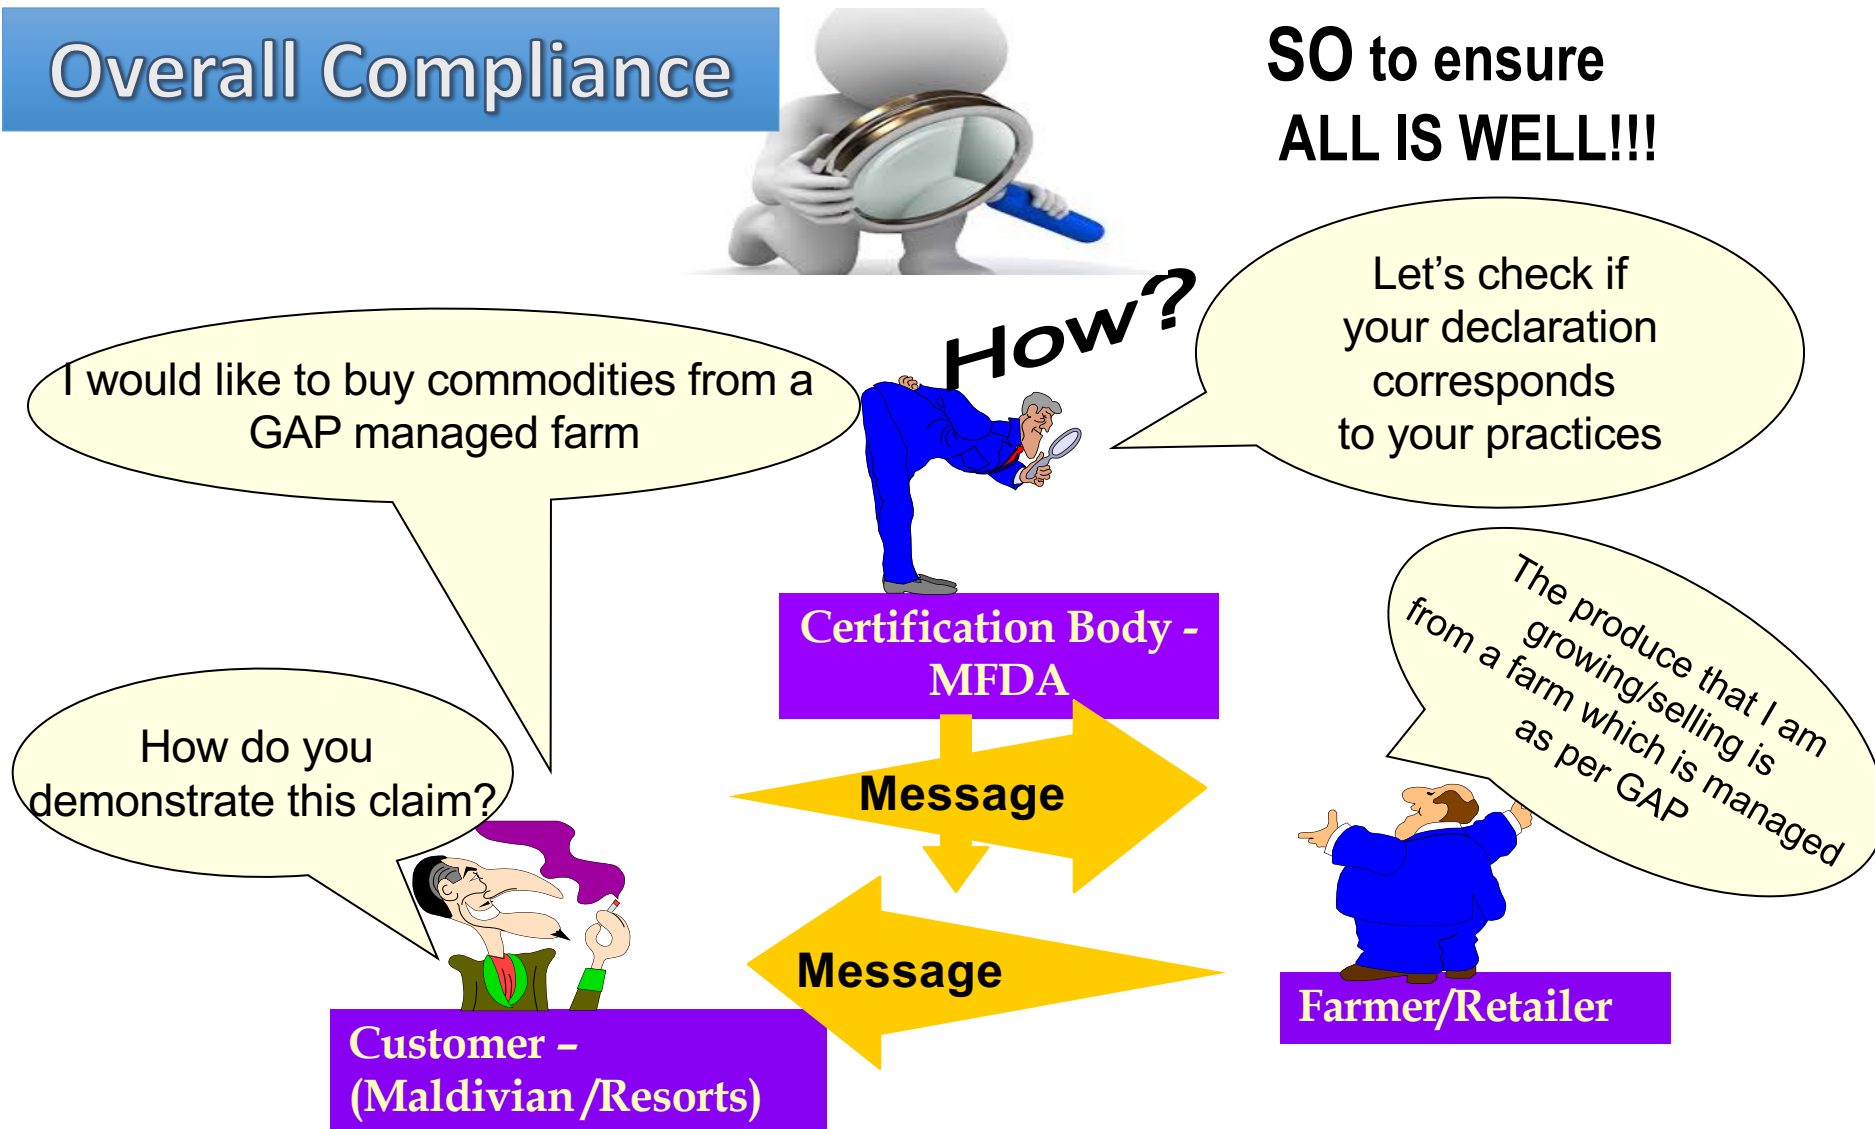 Overall Compliance
SO to ensure
ALL IS WELL!!!
How?
Let’s check if
your declaration
corresponds
to your practices
I would like to buy commodities from a
GAP managed farm
The produce that I am
growing/selling is
from a farm which is managed
as per GAP
Certification Body -
MFDA
How do you
demonstrate this claim?
Message
Message
Farmer/Retailer
Customer –
(Maldivian /Resorts)